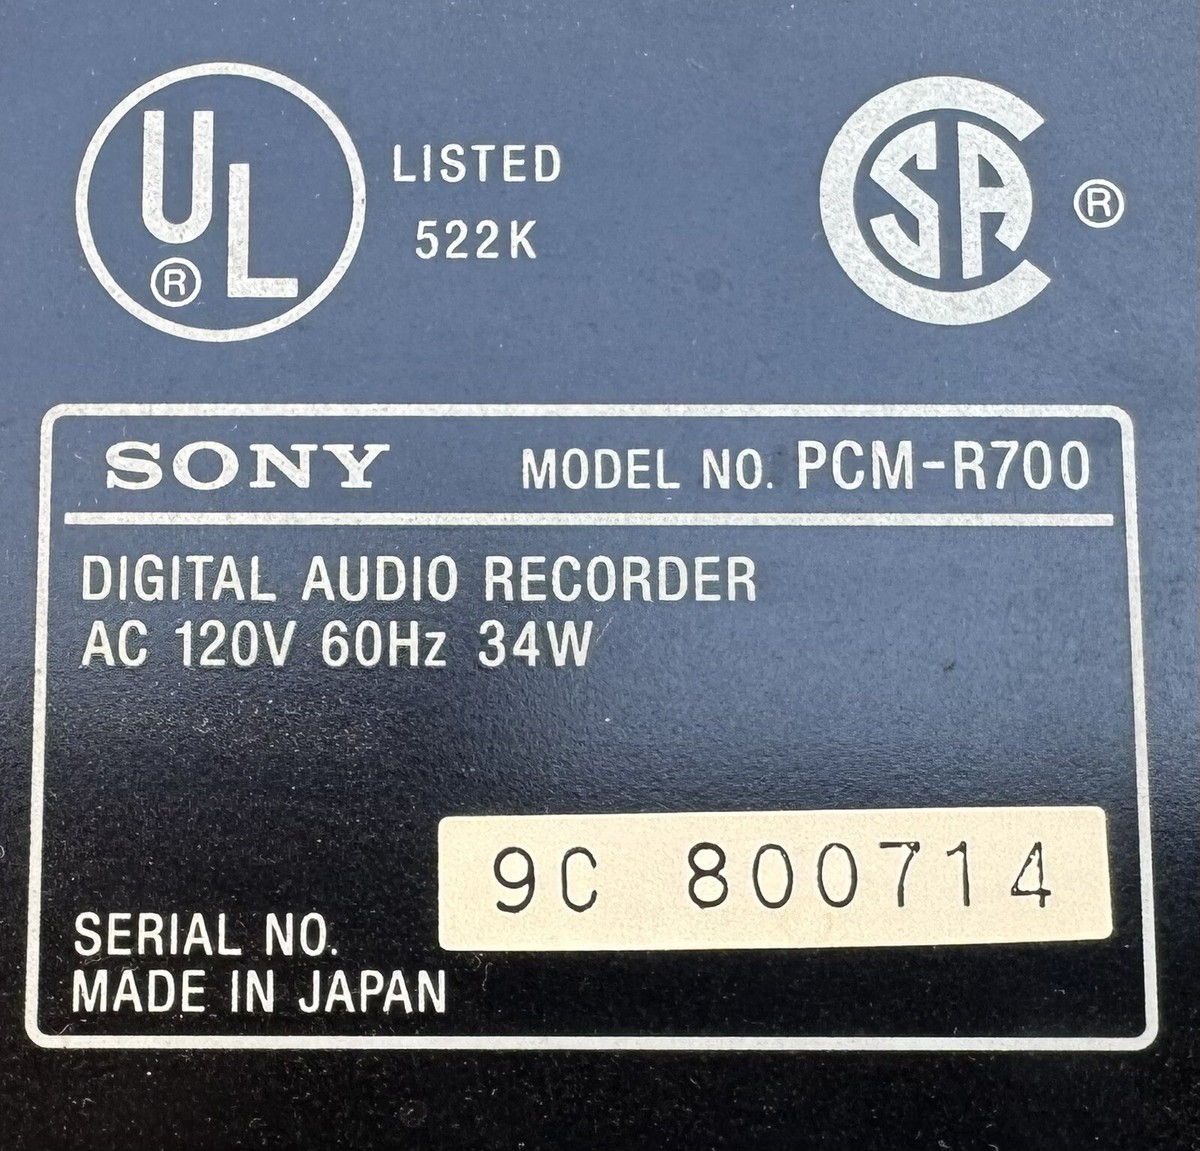 UL® LISTED
522K
CSA®
SONY MODEL NO. PCM-R700
DIGITAL AUDIO RECORDER
AC 120V 60Hz 34W
9C 800714
SERIAL NO.
MADE IN JAPAN